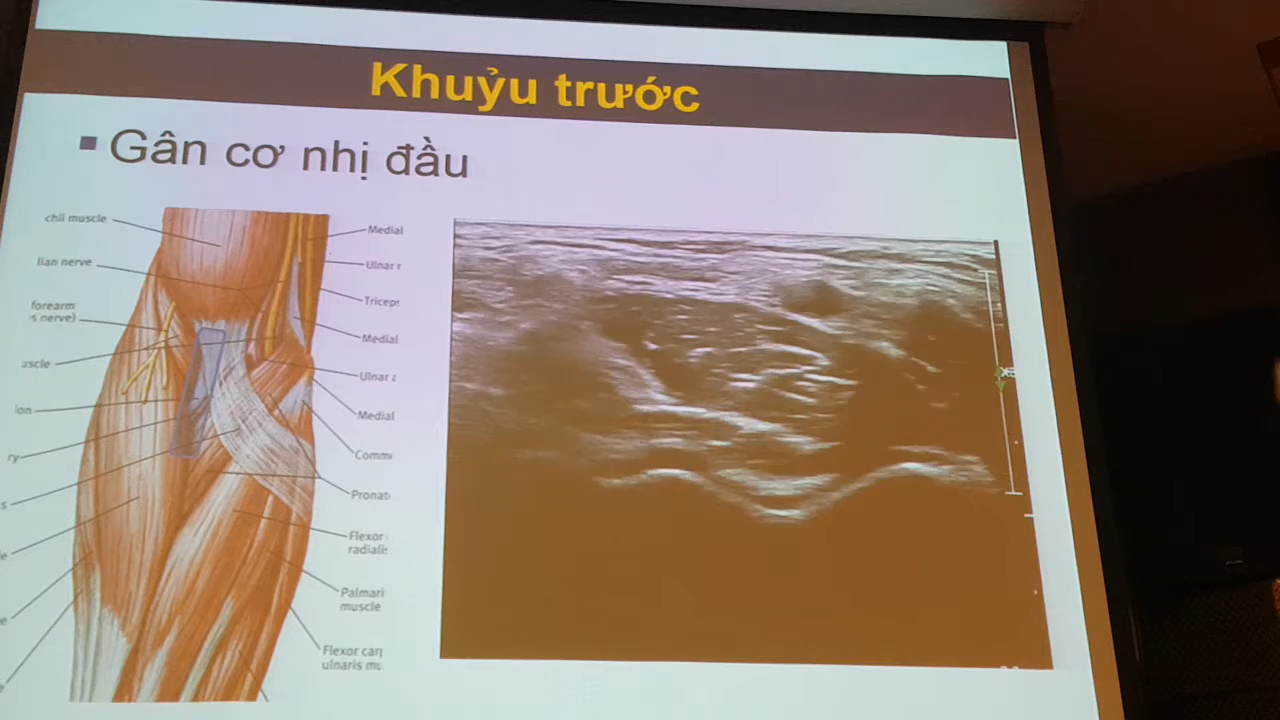 Khuỷu trước
Gân cơ nhị đầu
chii muscle
Medial
lian nerve
Ulnar
forearm
s nerve)
Triceps
Medial
uscle
Ulnar a
ion
Medial
ry
Comm
s
Pronat
e
Flexor
radialis
e
Palmari
muscle
Flexor carp
ulnaris mu